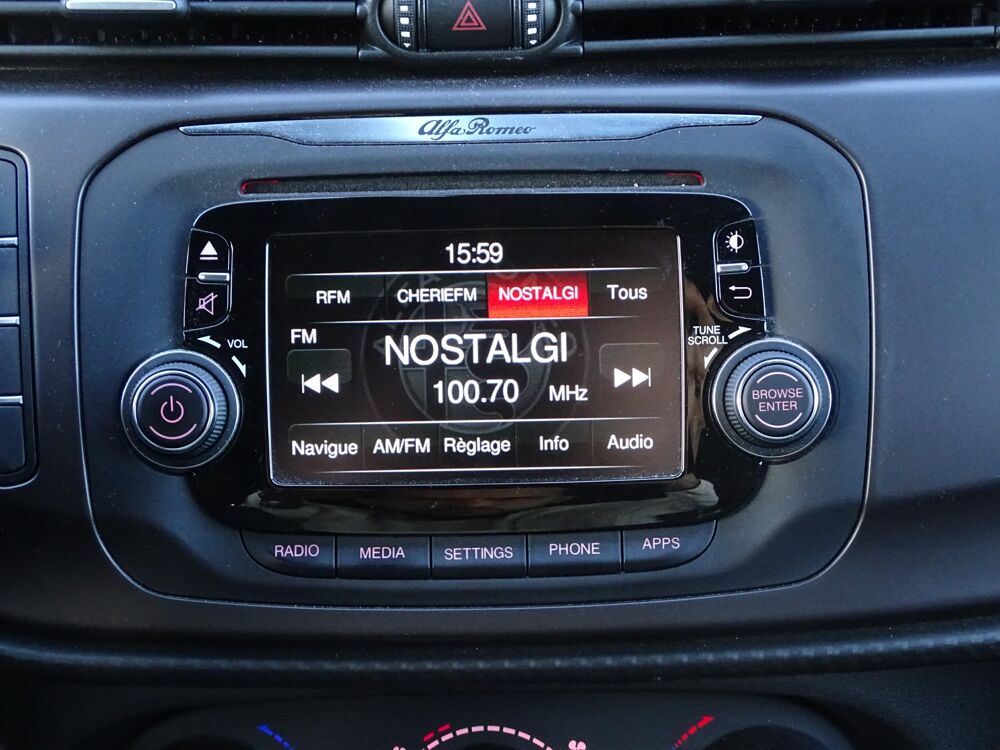 Alfa Romeo
15:59
RFM CHERIEFM NOSTALGI Tous
FM
NOSTALGI
100.70 MHz
Navigue AM/FM Règlage Info Audio
VOL
TUNE
SCROLL
BROWSE
ENTER
RADIO MEDIA SETTINGS PHONE APPS